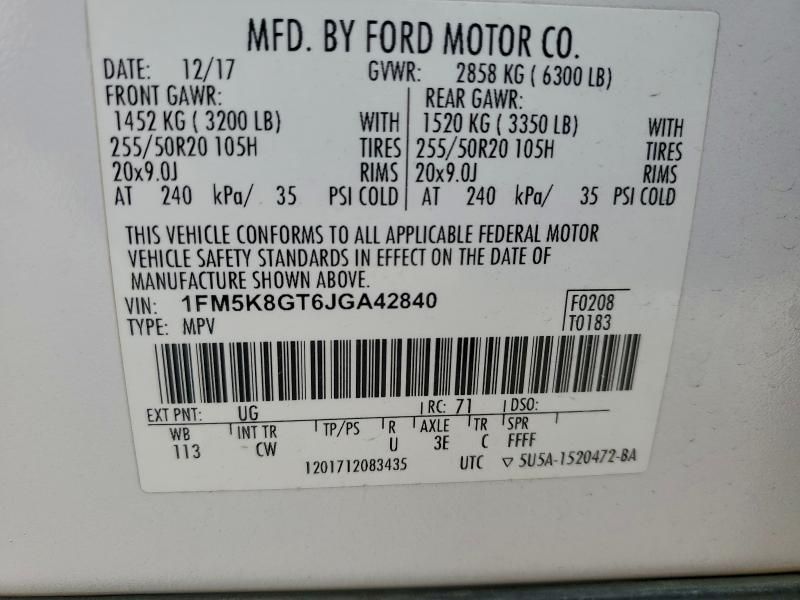 MFD. BY FORD MOTOR CO.
DATE: 12/17 GVWR: 2858 KG ( 6300 LB)
FRONT GAWR: REAR GAWR:
1452 KG ( 3200 LB) WITH 1520 KG ( 3350 LB) WITH
255/50R20 105H TIRES 255/50R20 105H TIRES
20x9.0J RIMS 20x9.0J RIMS
AT 240 kPa/ 35 PSI COLD AT 240 kPa/ 35 PSI COLD
THIS VEHICLE CONFORMS TO ALL APPLICABLE FEDERAL MOTOR
VEHICLE SAFETY STANDARDS IN EFFECT ON THE DATE OF
MANUFACTURE SHOWN ABOVE.
VIN: 1FM5K8GT6JGA42840 F0208
TYPE: MPV T0183
EXT PNT: UG RC: 71 DSO:
WB INT TR TP/PS R AXLE TR SPR
113 CW U 3E C FFFF
1201712083435 UTC ▽ 5U5A-1520472-BA